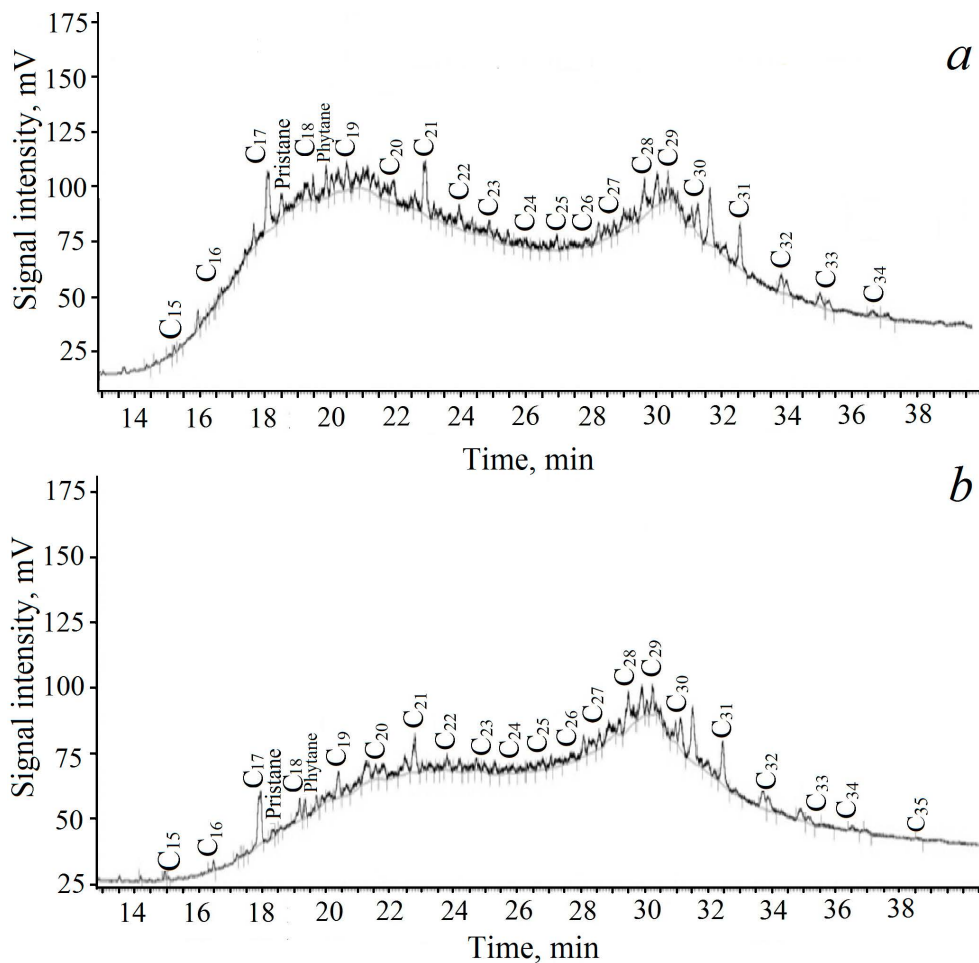 a
Signal intensity, mV
175
150
125
100
75
50
25
C15
C16
C17
Pristane
C18
Phytane
C19
C20
C21
C22
C23
C24
C25
C26
C27
C28
C29
C30
C31
C32
C33
C34
14 16 18 20 22 24 26 28 30 32 34 36 38
Time, min
b
Signal intensity, mV
175
150
125
100
75
50
25
C15
C16
C17
Pristane
C18
Phytane
C19
C20
C21
C22
C23
C24
C25
C26
C27
C28
C29
C30
C31
C32
C33
C34
C35
14 16 18 20 22 24 26 28 30 32 34 36 38
Time, min